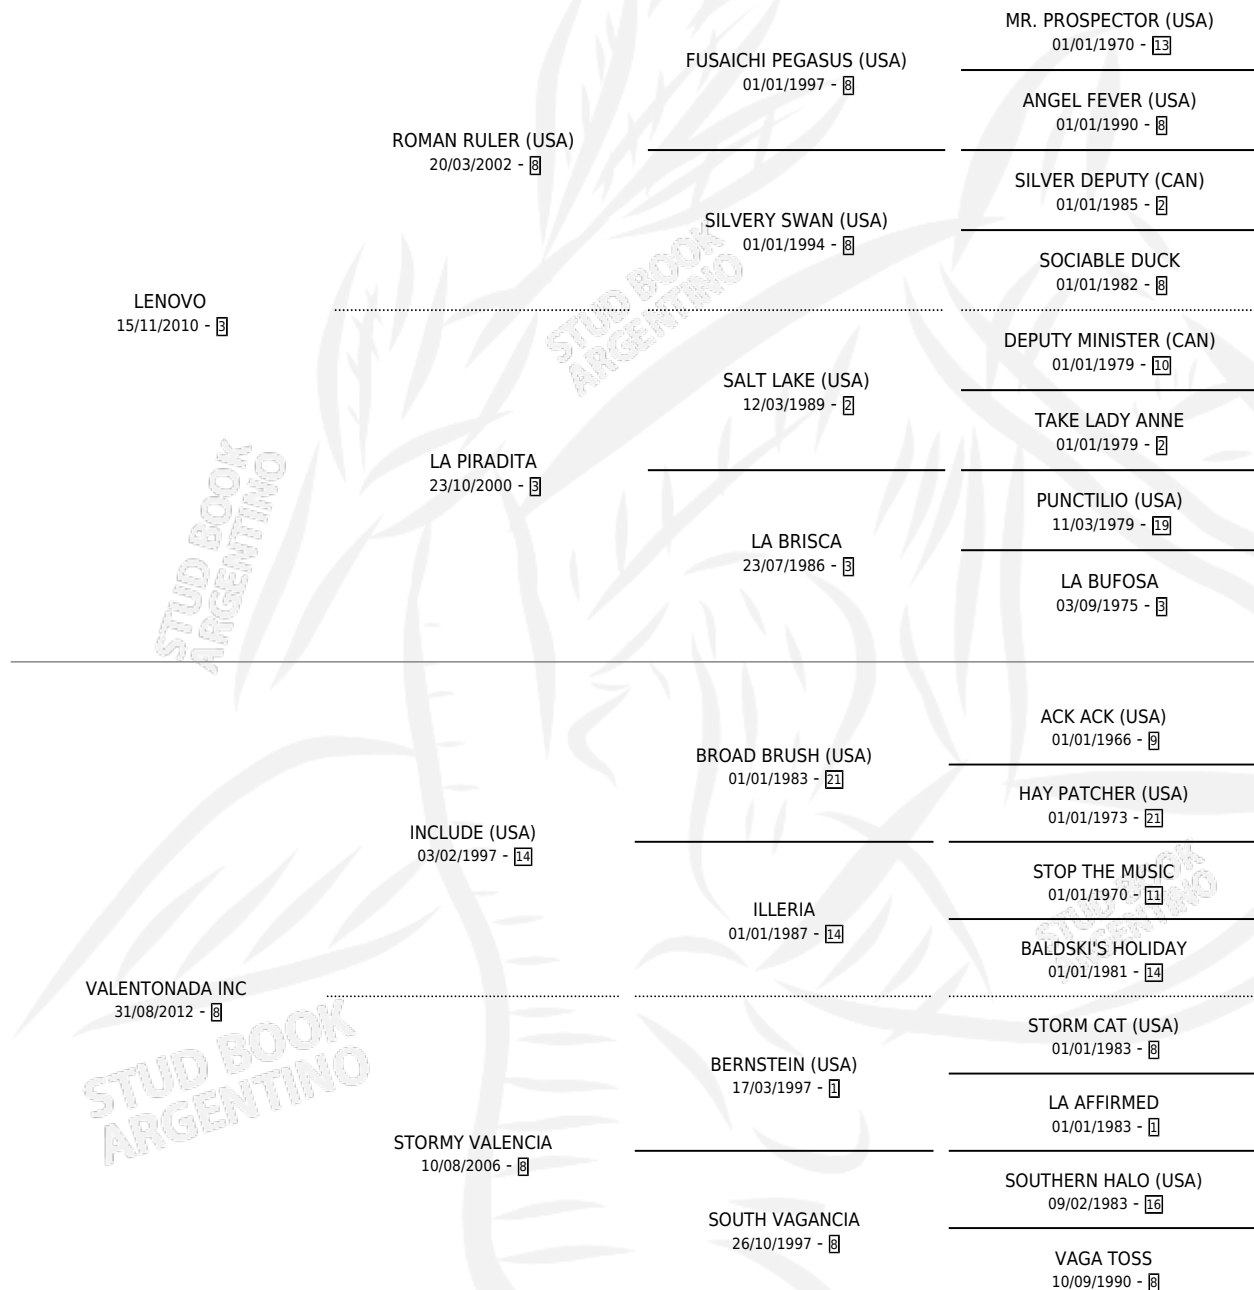 MR. PROSPECTOR (USA)
01/01/1970 - 13
FUSAICHI PEGASUS (USA)
01/01/1997 - 8
ANGEL FEVER (USA)
01/01/1990 - 8
ROMAN RULER (USA)
20/03/2002 - 8
SILVER DEPUTY (CAN)
01/01/1985 - 2
SILVERY SWAN (USA)
01/01/1994 - 8
SOCIABLE DUCK
01/01/1982 - 8
STUD BOOK
ARGENTINO
LENOVO
15/11/2010 - 3
DEPUTY MINISTER (CAN)
01/01/1979 - 10
SALT LAKE (USA)
12/03/1989 - 2
TAKE LADY ANNE
01/01/1979 - 2
LA PIRADITA
23/10/2000 - 3
PUNCTILIO (USA)
11/03/1979 - 19
LA BRISCA
23/07/1986 - 3
LA BUFOSA
03/09/1975 - 3
STUD BOOK
ARGENTINO
ACK ACK (USA)
01/01/1966 - 9
BROAD BRUSH (USA)
01/01/1983 - 21
HAY PATCHER (USA)
01/01/1973 - 21
INCLUDE (USA)
03/02/1997 - 14
STOP THE MUSIC
01/01/1970 - 11
ILLERIA
01/01/1987 - 14
BALDSKI'S HOLIDAY
01/01/1981 - 14
STUD BOOK
ARGENTINO
VALENTONADA INC
31/08/2012 - 8
STORM CAT (USA)
01/01/1983 - 8
BERNSTEIN (USA)
17/03/1997 - 1
LA AFFIRMED
01/01/1983 - 1
STUD BOOK
ARGENTINO
STORMY VALENCIA
10/08/2006 - 8
SOUTHERN HALO (USA)
09/02/1983 - 16
SOUTH VAGANCIA
26/10/1997 - 8
VAGA TOSS
10/09/1990 - 8